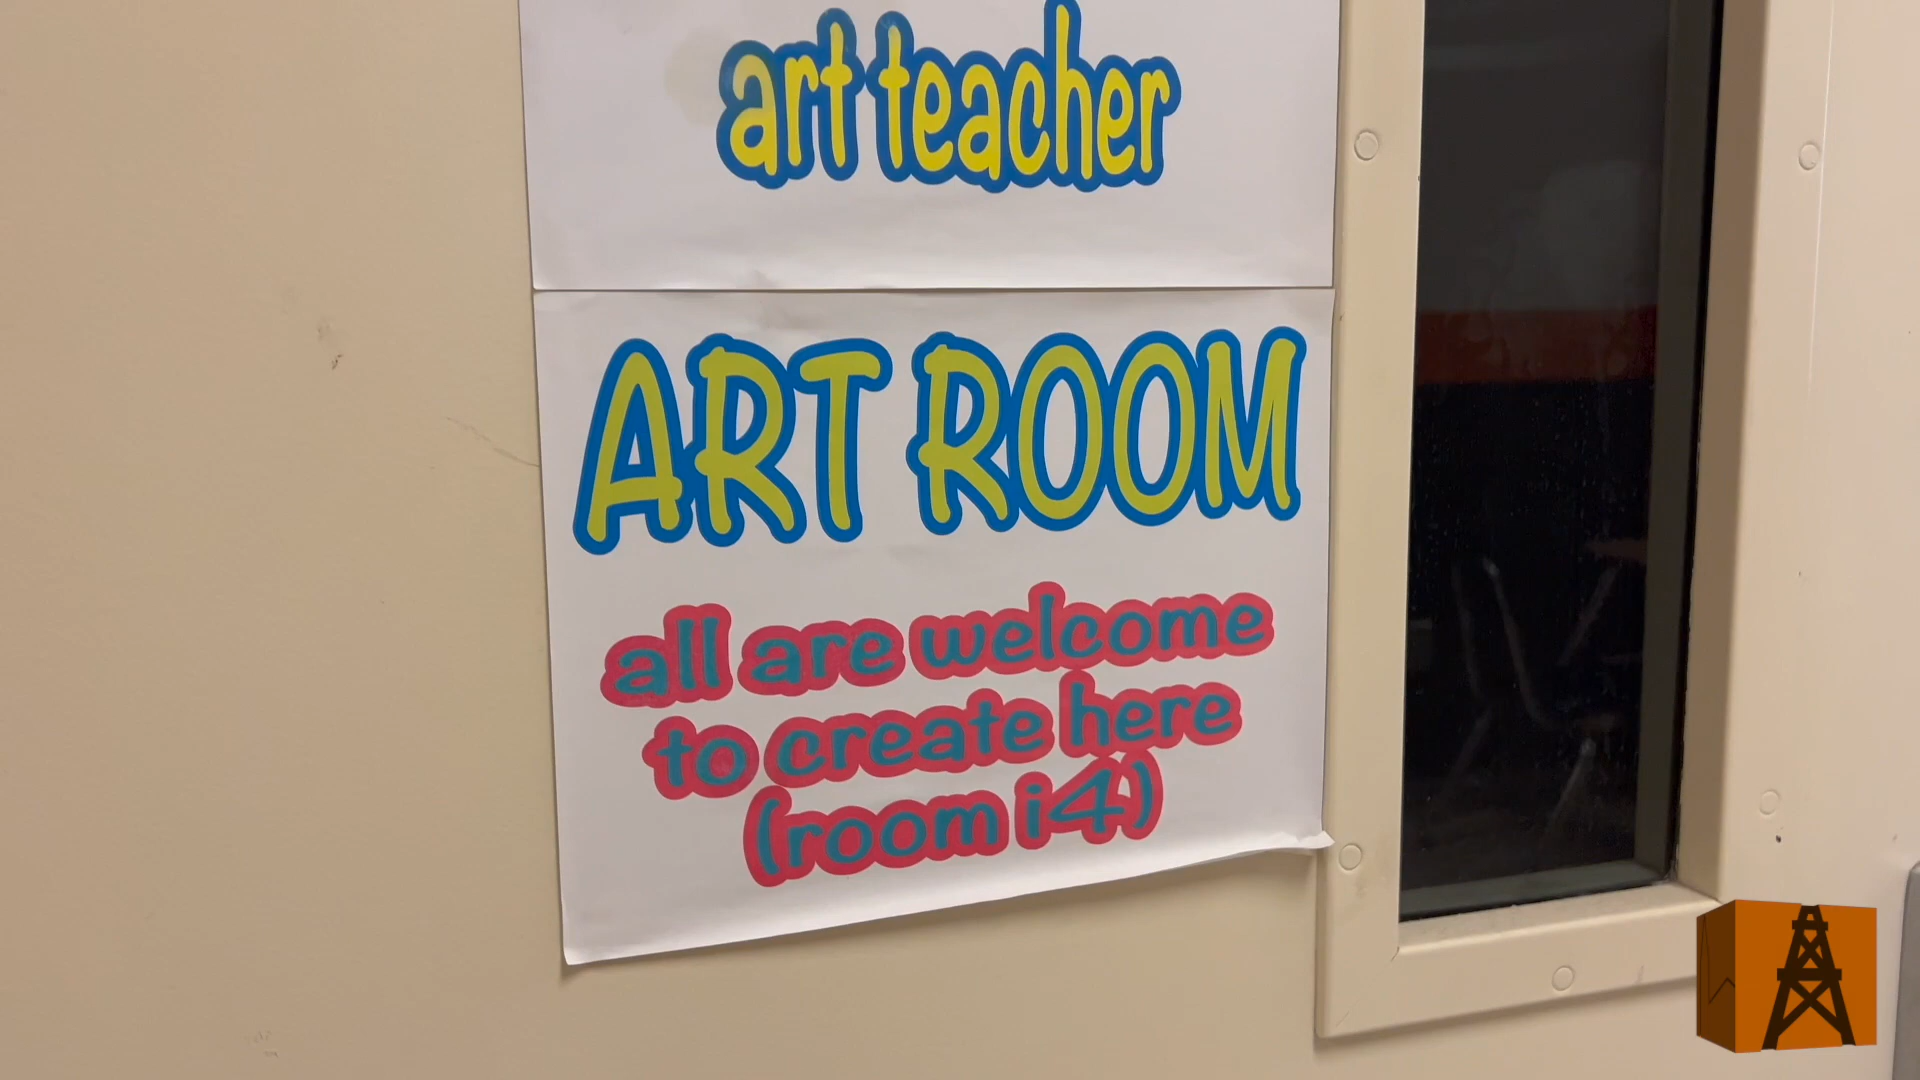 art teacher
ART ROOM
all are welcome
to create here
(room i4)